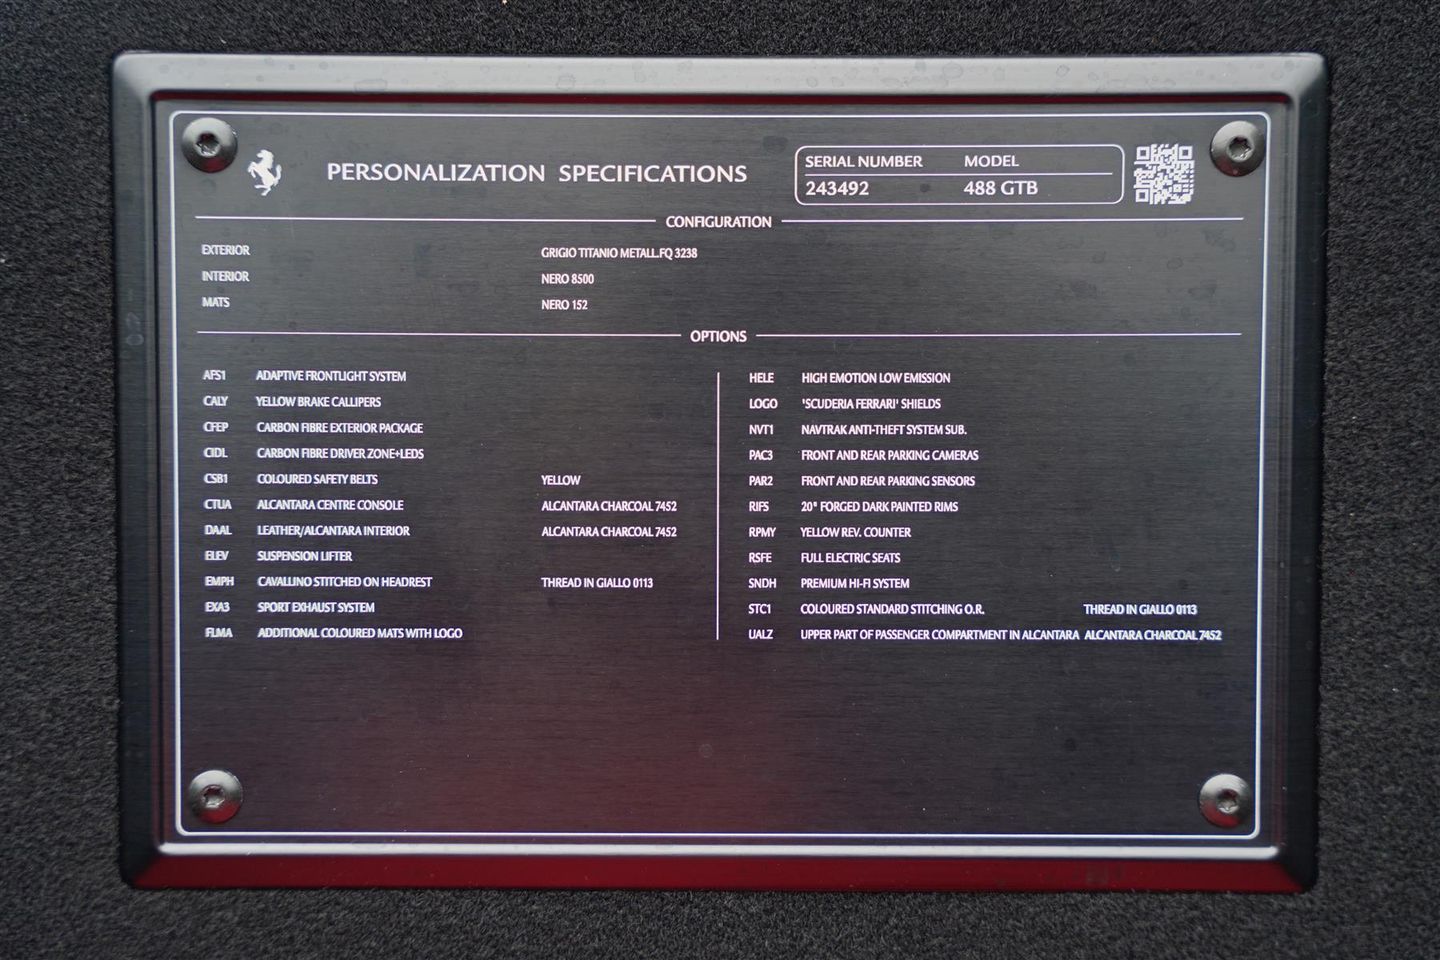 PERSONALIZATION SPECIFICATIONS
SERIAL NUMBER MODEL
243492 488 GTB
CONFIGURATION
EXTERIOR GRIGIO TITANIO METALL.FQ 3238
INTERIOR NERO 8500
MATS NERO 152
OPTIONS
AFS1 ADAPTIVE FRONTLIGHT SYSTEM
CALY YELLOW BRAKE CALLIPERS
CFEP CARBON FIBRE EXTERIOR PACKAGE
CIDL CARBON FIBRE DRIVER ZONE+LEDS
CSB1 COLOURED SAFETY BELTS YELLOW
CTUA ALCANTARA CENTRE CONSOLE ALCANTARA CHARCOAL 7452
DAAL LEATHER/ALCANTARA INTERIOR ALCANTARA CHARCOAL 7452
ELEV SUSPENSION LIFTER
EMPH CAVALLINO STITCHED ON HEADREST THREAD IN GIALLO 0113
EXA3 SPORT EXHAUST SYSTEM
FLMA ADDITIONAL COLOURED MATS WITH LOGO
HELE HIGH EMOTION LOW EMISSION
LOGO 'SCUDERIA FERRARI' SHIELDS
NVT1 NAVTRAK ANTI-THEFT SYSTEM SUB.
PAC3 FRONT AND REAR PARKING CAMERAS
PAR2 FRONT AND REAR PARKING SENSORS
RIFS 20" FORGED DARK PAINTED RIMS
RPMY YELLOW REV. COUNTER
RSFE FULL ELECTRIC SEATS
SNDH PREMIUM HI-FI SYSTEM
STC1 COLOURED STANDARD STITCHING O.R. THREAD IN GIALLO 0113
UALZ UPPER PART OF PASSENGER COMPARTMENT IN ALCANTARA ALCANTARA CHARCOAL 7452